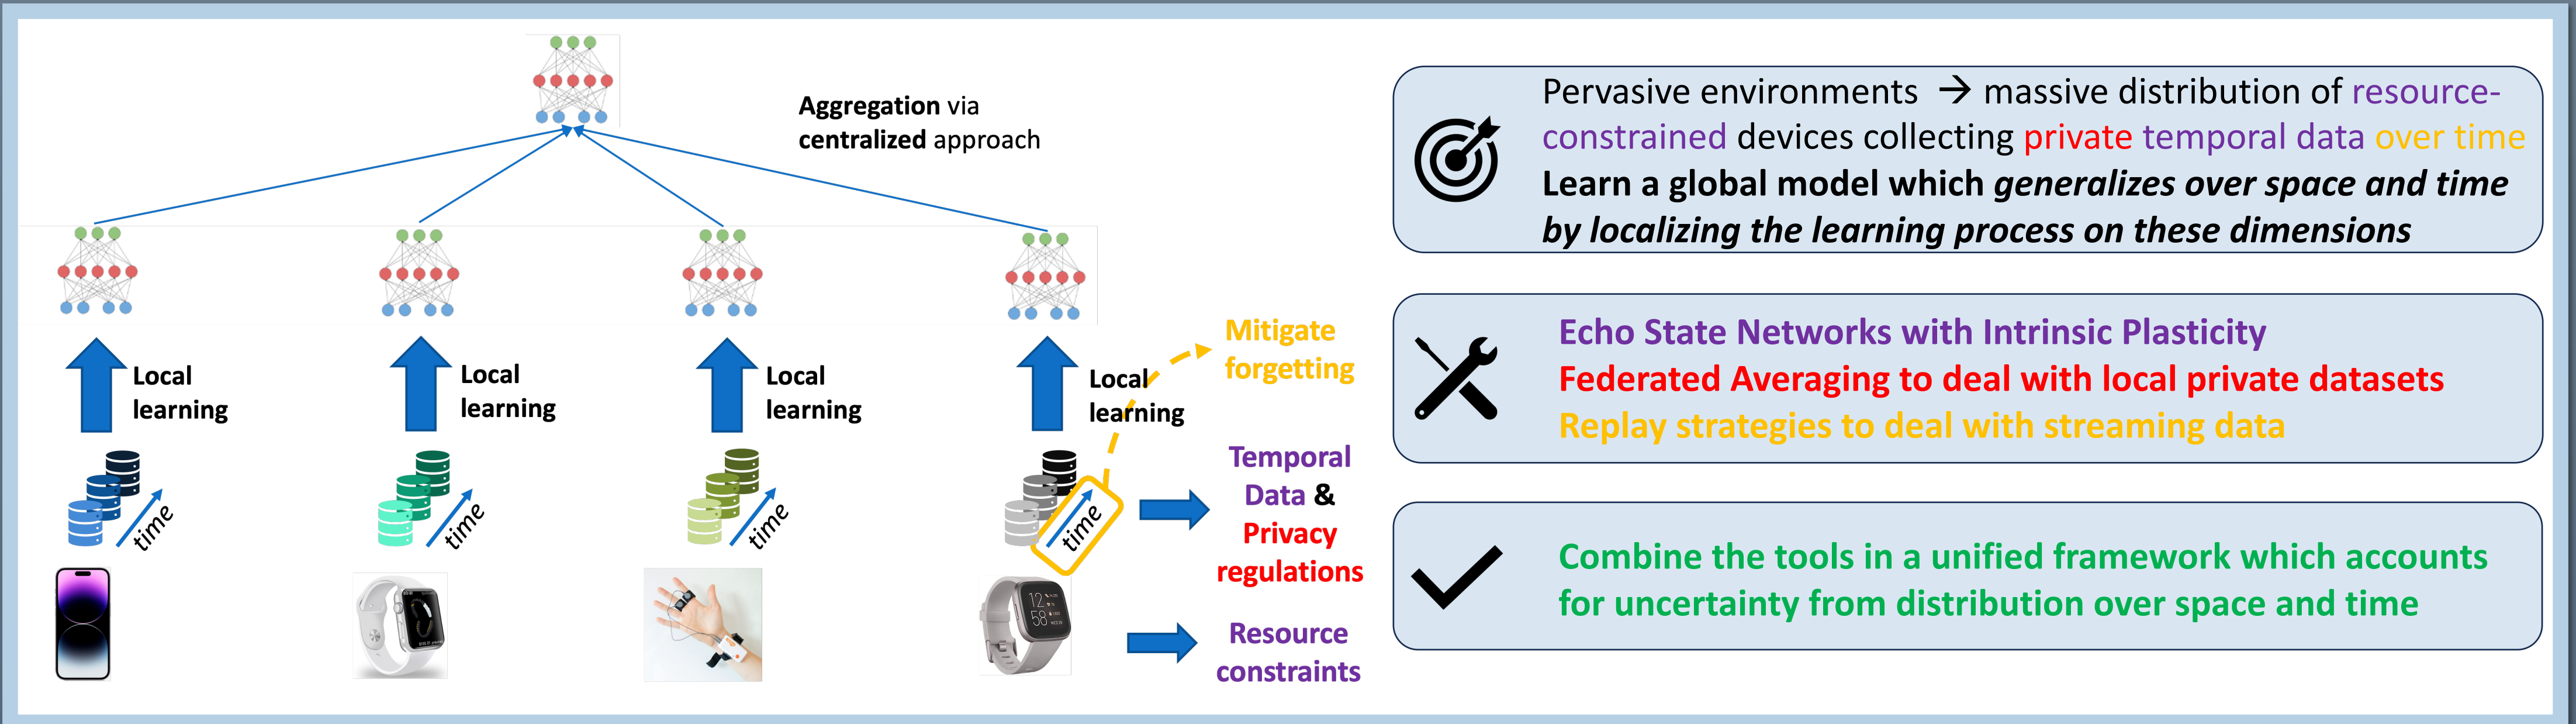 Aggregation via
centralized approach
Local
learning
Local
learning
Local
learning
Local
learning
Mitigate
forgetting
time
time
time
time
Temporal
Data &
Privacy
regulations
Resource
constraints
12
58
Pervasive environments → massive distribution of resource-
constrained devices collecting private temporal data over time
Learn a global model which generalizes over space and time
by localizing the learning process on these dimensions
Echo State Networks with Intrinsic Plasticity
Federated Averaging to deal with local private datasets
Replay strategies to deal with streaming data
Combine the tools in a unified framework which accounts
for uncertainty from distribution over space and time